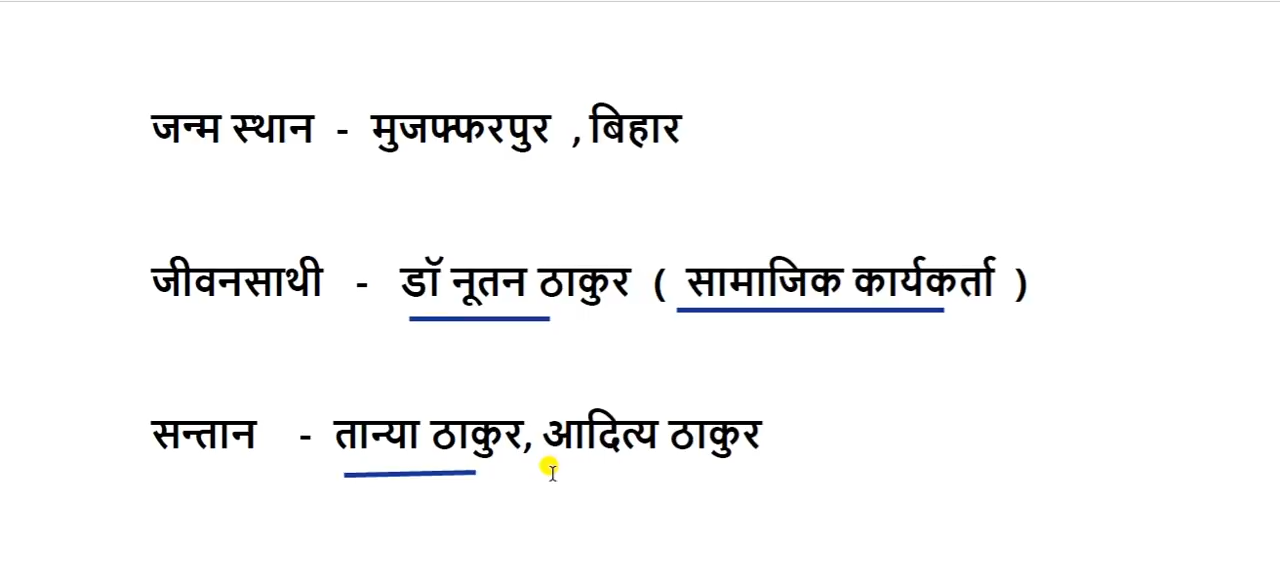 जन्म स्थान - मुजफ्फरपुर , बिहार
जीवनसाथी - डॉ नूतन ठाकुर ( सामाजिक कार्यकर्ता )
सन्तान - तान्या ठाकुर, आदित्य ठाकुर